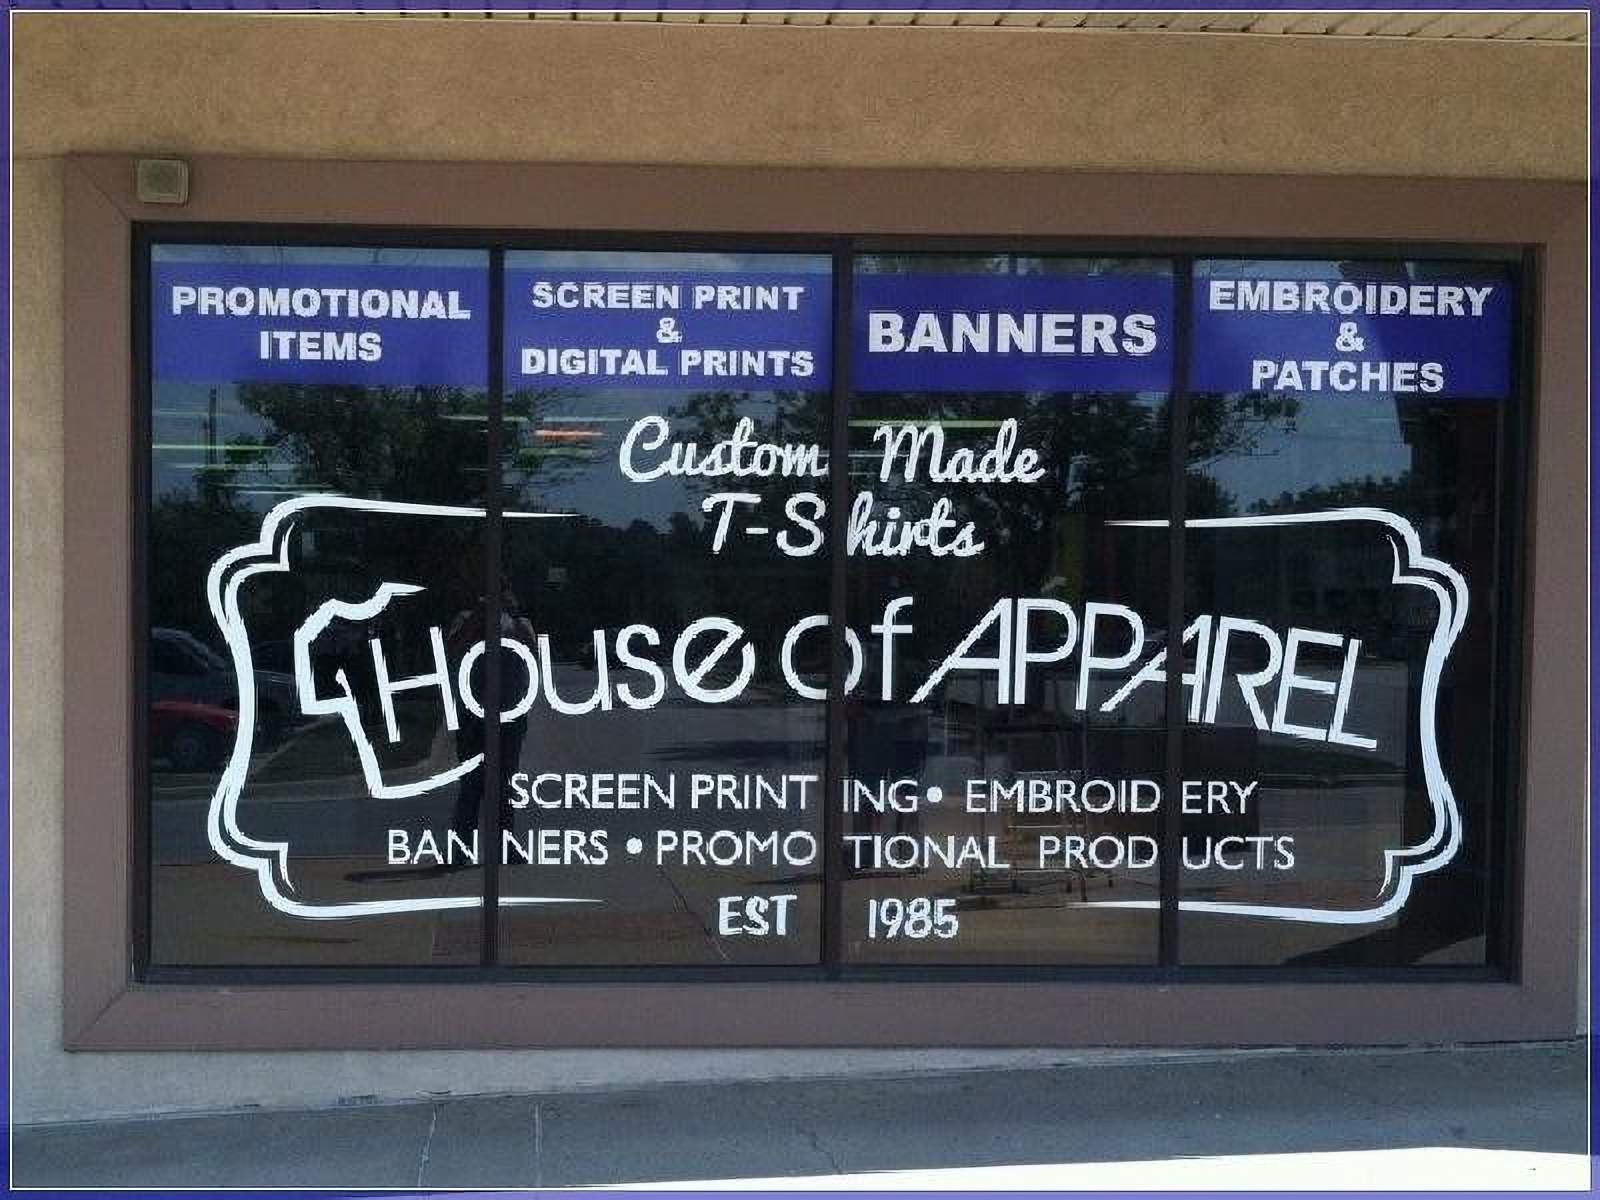 PROMOTIONAL
ITEMS
SCREEN PRINT
&
DIGITAL PRINTS
BANNERS
EMBROIDERY
&
PATCHES
Custom Made
T-Shirts
House of APPAREL
SCREEN PRINTING • EMBROIDERY
BANNERS • PROMOTIONAL PRODUCTS
EST 1985